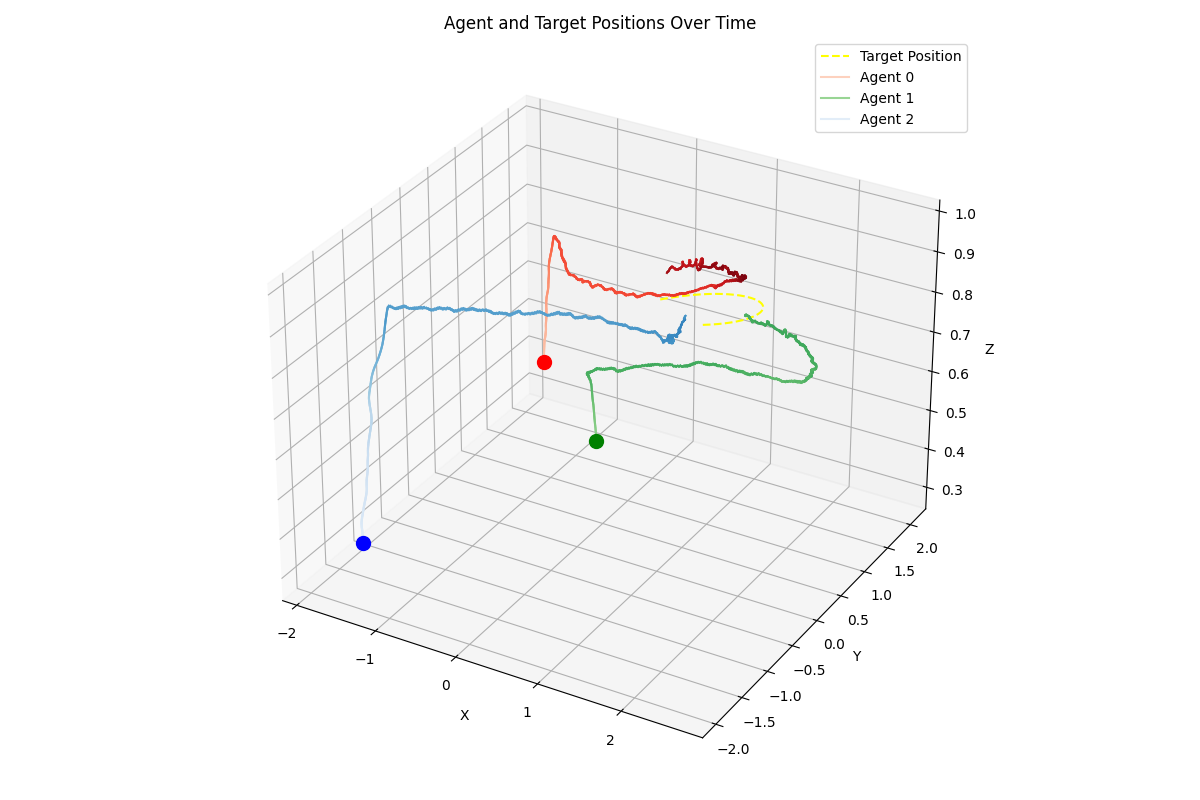 Agent and Target Positions Over Time
Target Position
Agent 0
Agent 1
Agent 2
1.0
0.9
0.8
0.7
Z
0.6
0.5
0.4
0.3
2.0
1.5
1.0
0.5
0.0
Y
−0.5
−1.0
−1.5
−2.0
−2
−1
0
1
2
X